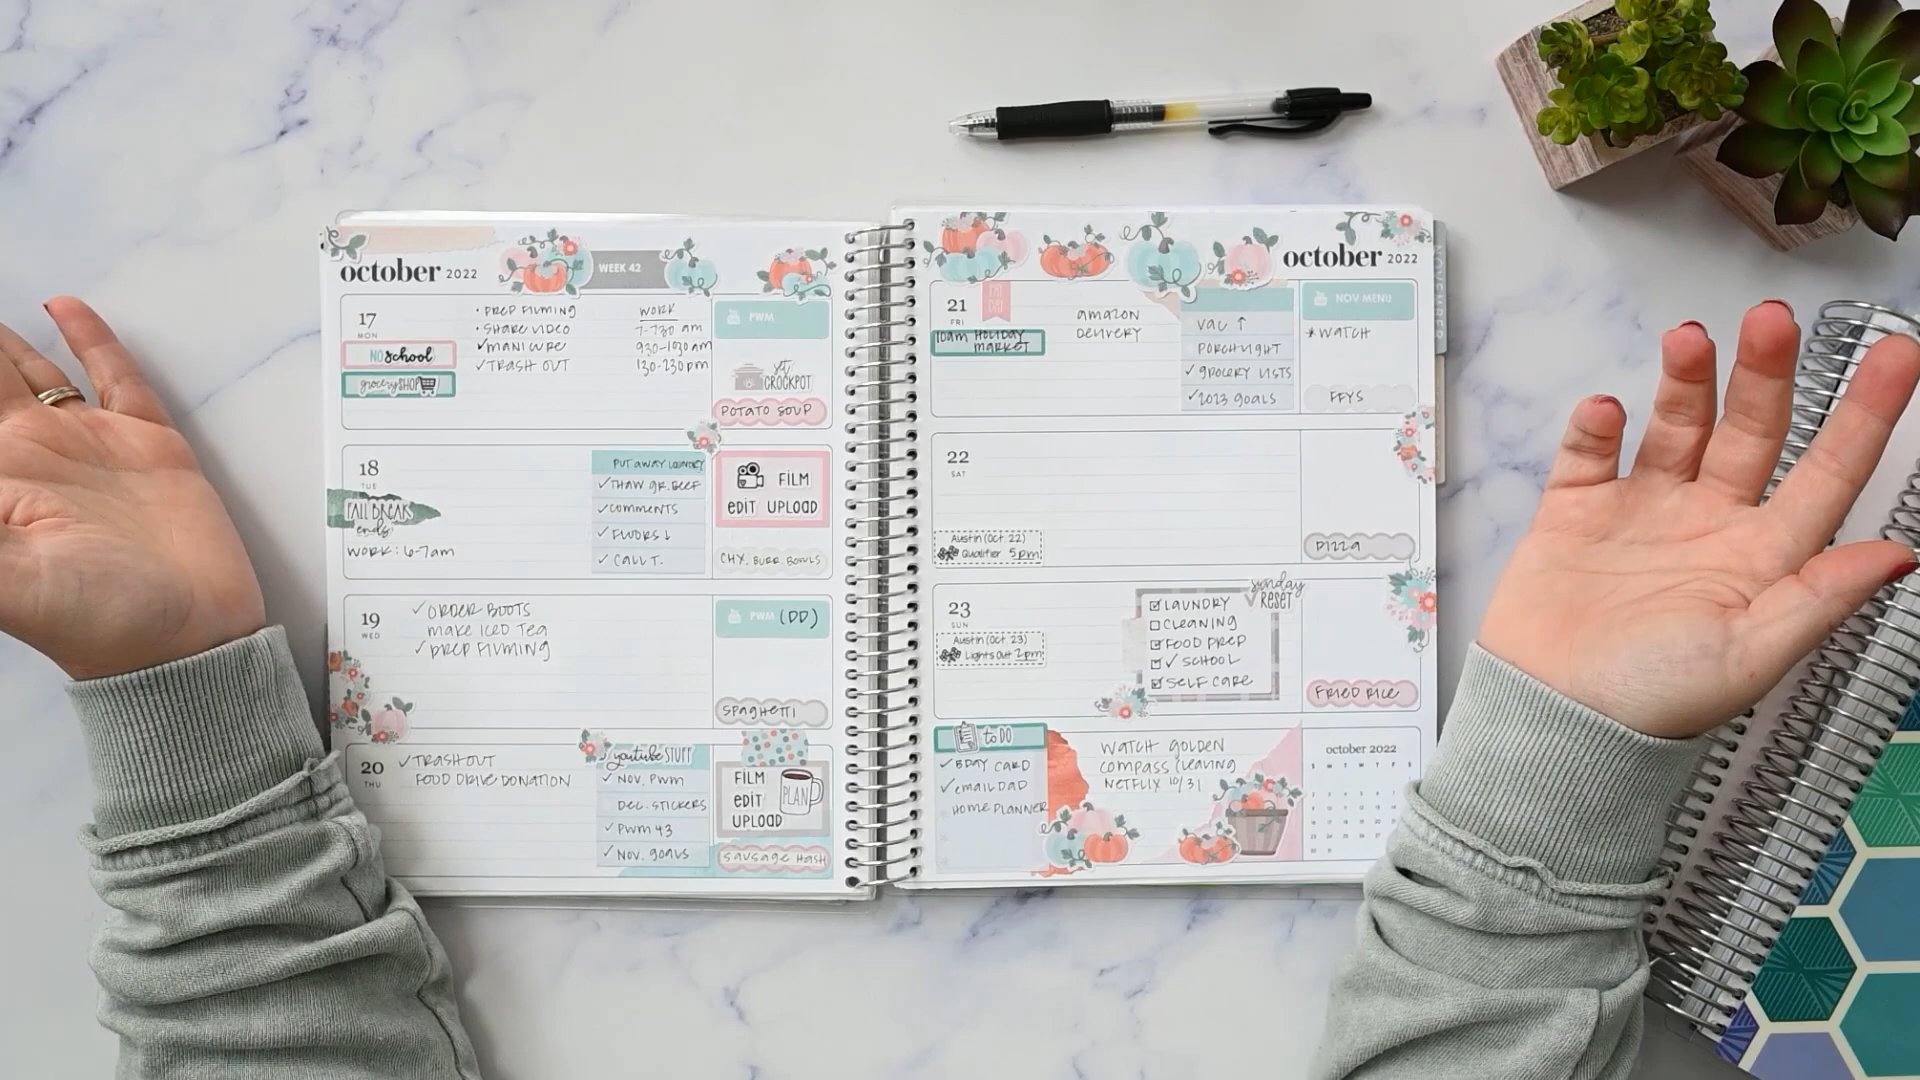 october 2022
WEEK 42
17
MON
NO school
grocery SHOP
• PREP FILMING
• SHARE VIDEO
✓ MANICURE
✓ TRASH OUT
WORK
7-730 am
930-1030 am
130-230 pm
PWM
CROCKPOT
POTATO SOUP
18
TUE
FALL BREAK
ends
WORK: 6-7am
PUT AWAY LAUNDRY
✓ THAW GR. BEEF
✓ COMMENTS
✓ FLOORS ↓
✓ CALL T.
FILM
EDIT UPLOAD
CHX. BURR. BOWLS
19
WED
✓ ORDER BOOTS
MAKE ICED TEA
✓ PREP FILMING
PWM (DD)
SPAGHETTI
20
THU
✓ TRASH OUT
FOOD DRIVE DONATION
youtube STUFF
✓ NOV. PWM
DEC. STICKERS
✓ PWM 43
✓ NOV. GOALS
FILM
EDIT
UPLOAD
PLAN
SAUSAGE HASH
october 2022
21
FRI
PAY DAY
10am HOLIDAY
MARKET
AMAZON
DELIVERY
VAC ↑
PORCH LIGHT
✓ GROCERY LISTS
✓ 2023 GOALS
NOV MENU
* WATCH
FFYS
22
SAT
Austin (Oct. 22)
Qualifier 5pm
PIZZA
23
SUN
Austin (Oct. 23)
Lights Out 2pm
sunday
RESET
☑ LAUNDRY
☐ CLEANING
☑ FOOD PREP
☑ ✓ SCHOOL
☑ SELF CARE
FRIED RICE
to DO
✓ BDAY CARD
✓ EMAIL DAD
HOME PLANNER
WATCH GOLDEN
COMPASS LEAVING
NETFLIX 10/31
october 2022
NOVEMBER